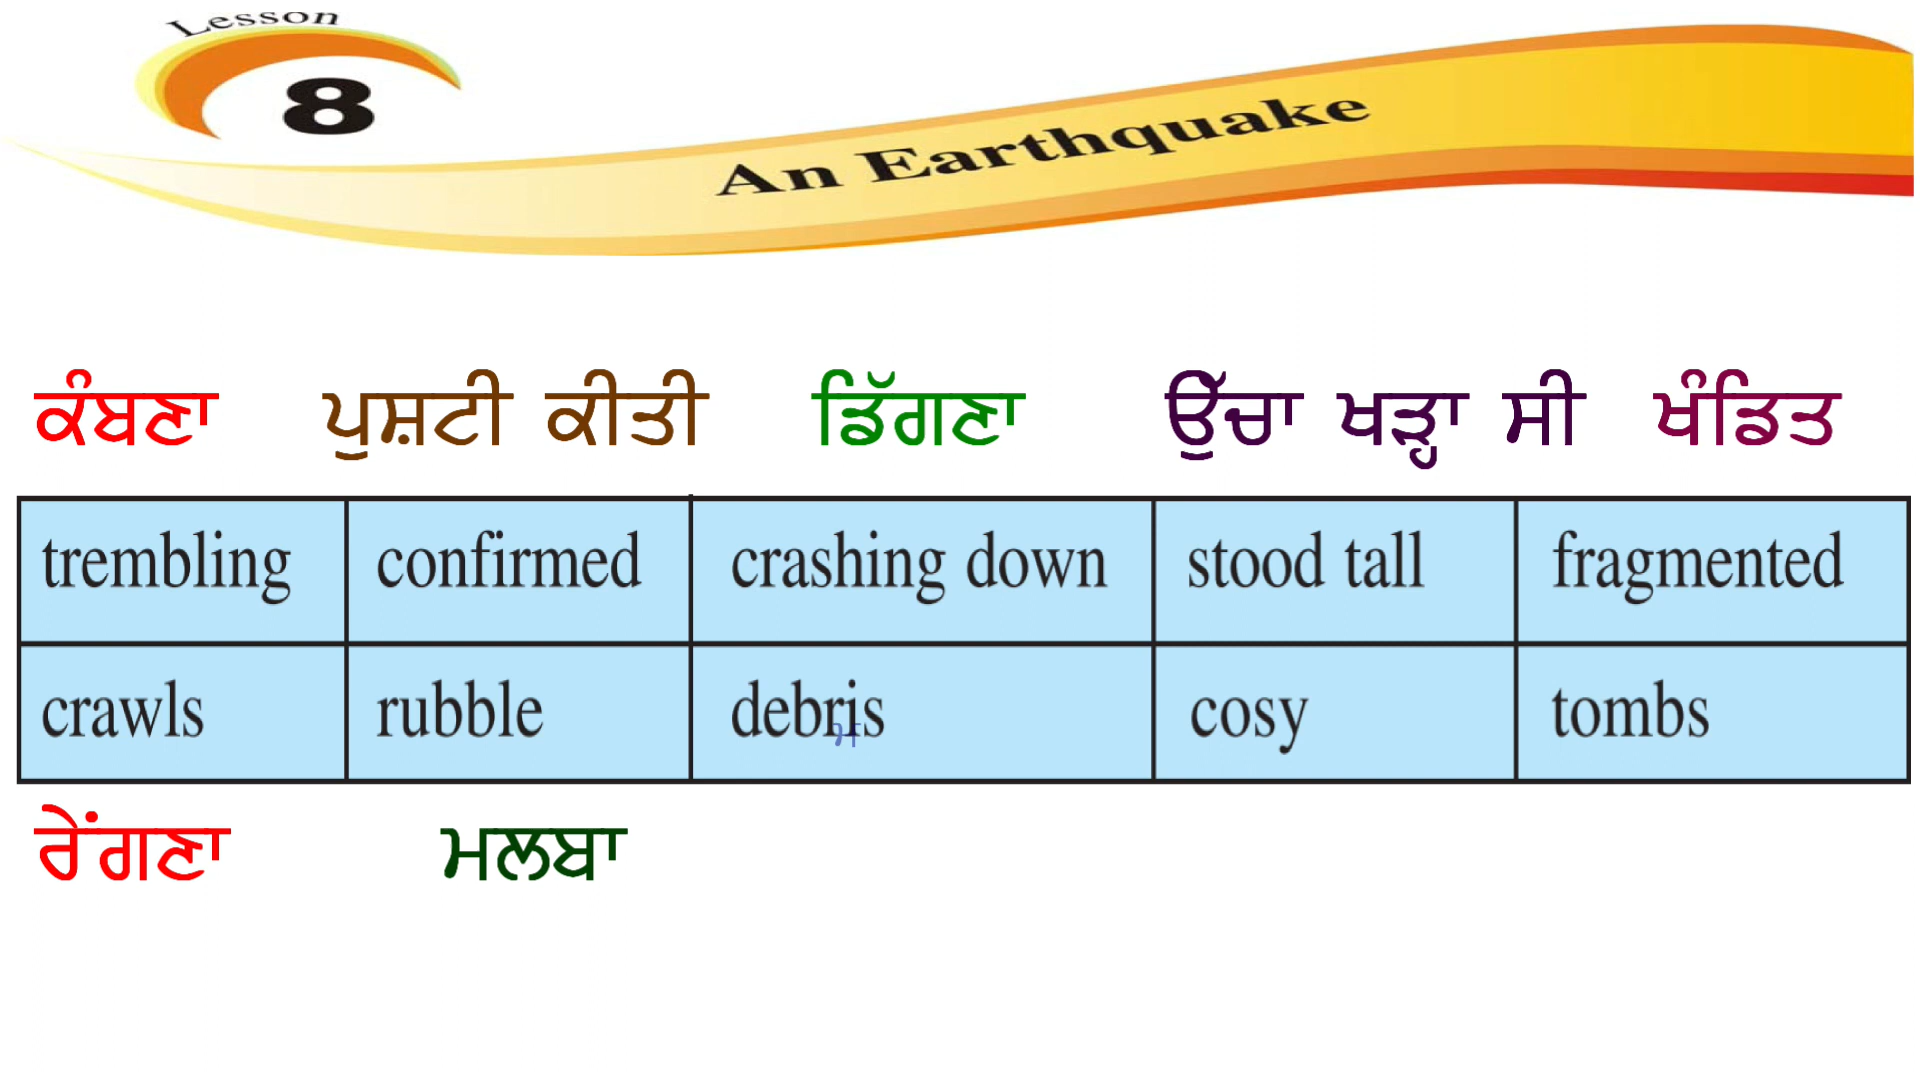 Lesson
8
An Earthquake
ਕੰਬਣਾ ਪੁਸ਼ਟੀ ਕੀਤੀ ਡਿੱਗਣਾ ਉੱਚਾ ਖੜ੍ਹਾ ਸੀ ਖੰਡਿਤ
trembling confirmed crashing down stood tall fragmented
crawls rubble debris cosy tombs
ਰੇਂਗਣਾ ਮਲਬਾ